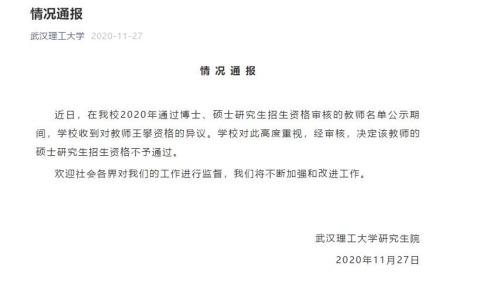 情况通报
武汉理工大学 2020-11-27
情 况 通 报
近日，在我校2020年通过博士、硕士研究生招生资格审核的教师名单公示期
间，学校收到对教师王攀资格的异议。学校对此高度重视，经审核，决定该教师的
硕士研究生招生资格不予通过。
欢迎社会各界对我们的工作进行监督，我们将不断加强和改进工作。
武汉理工大学研究生院
2020年11月27日